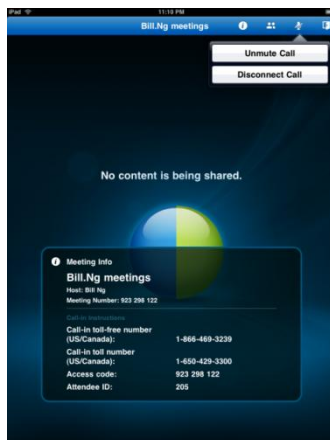 iPad 11:10 PM
Bill.Ng meetings
Unmute Call
Disconnect Call
No content is being shared.
Meeting Info
Bill.Ng meetings
Host: Bill Ng
Meeting Number: 923 298 122
Call-in Instructions
Call-in toll-free number
(US/Canada): 1-866-469-3239
Call-in toll number
(US/Canada): 1-650-429-3300
Access code: 923 298 122
Attendee ID: 205